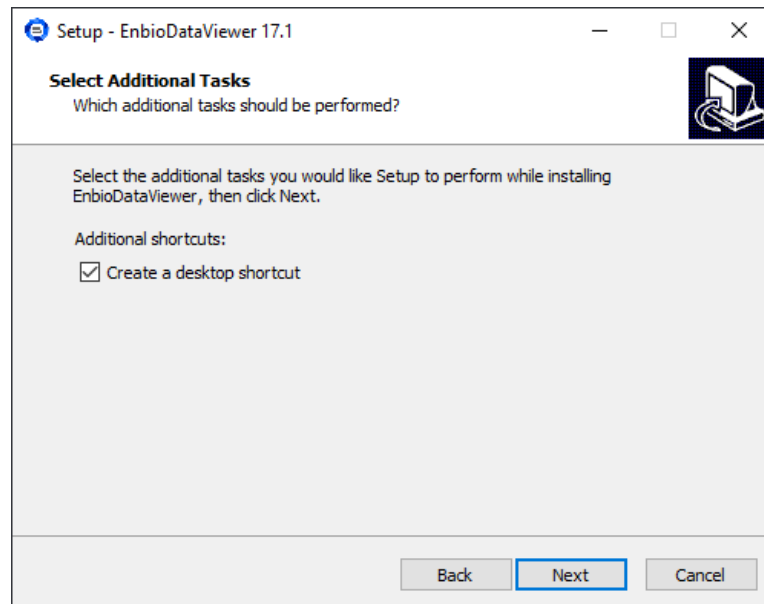 Setup - EnbioDataViewer 17.1
Select Additional Tasks
Which additional tasks should be performed?
Select the additional tasks you would like Setup to perform while installing
EnbioDataViewer, then click Next.
Additional shortcuts:
Create a desktop shortcut
Back
Next
Cancel